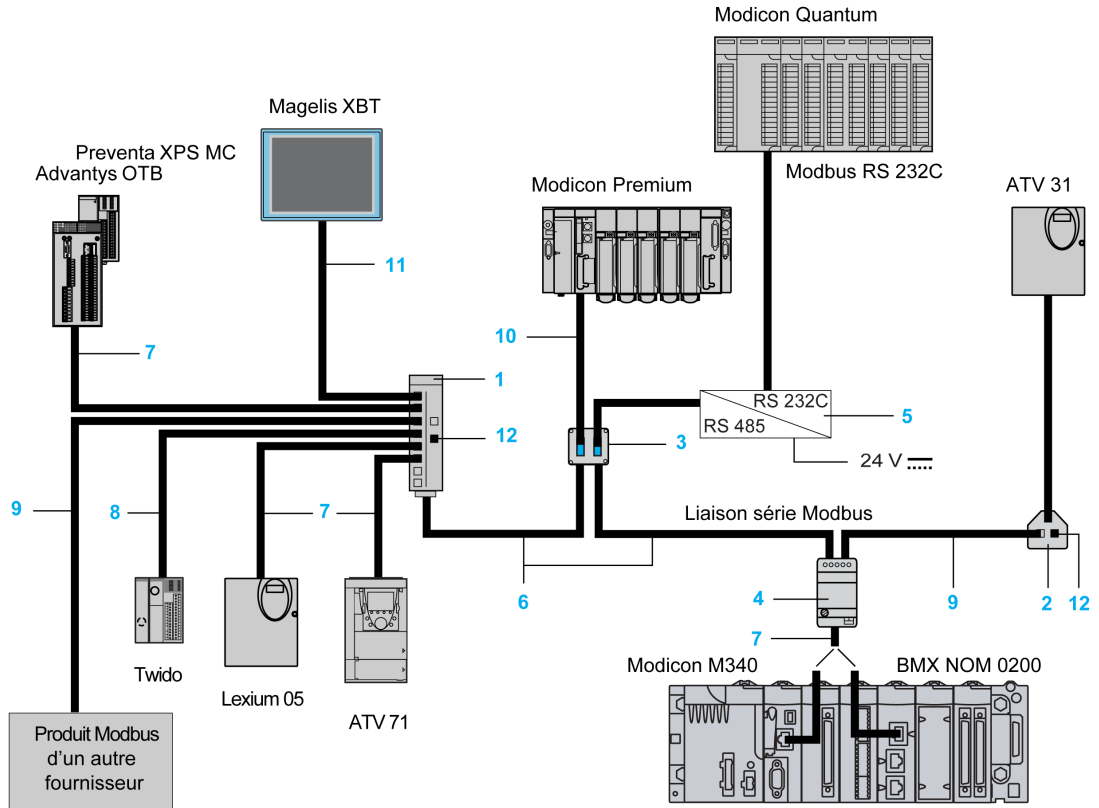 Modicon Quantum
Magelis XBT
Preventa XPS MC
Advantys OTB
Modicon Premium
Modbus RS 232C
ATV 31
11
10
7
1
RS 232C
RS 485
5
12
3
24 V
9
8
7
Liaison série Modbus
6
4
9
2
12
7
Modicon M340
BMX NOM 0200
Twido
Lexium 05
ATV 71
Produit Modbus
d'un autre
fournisseur